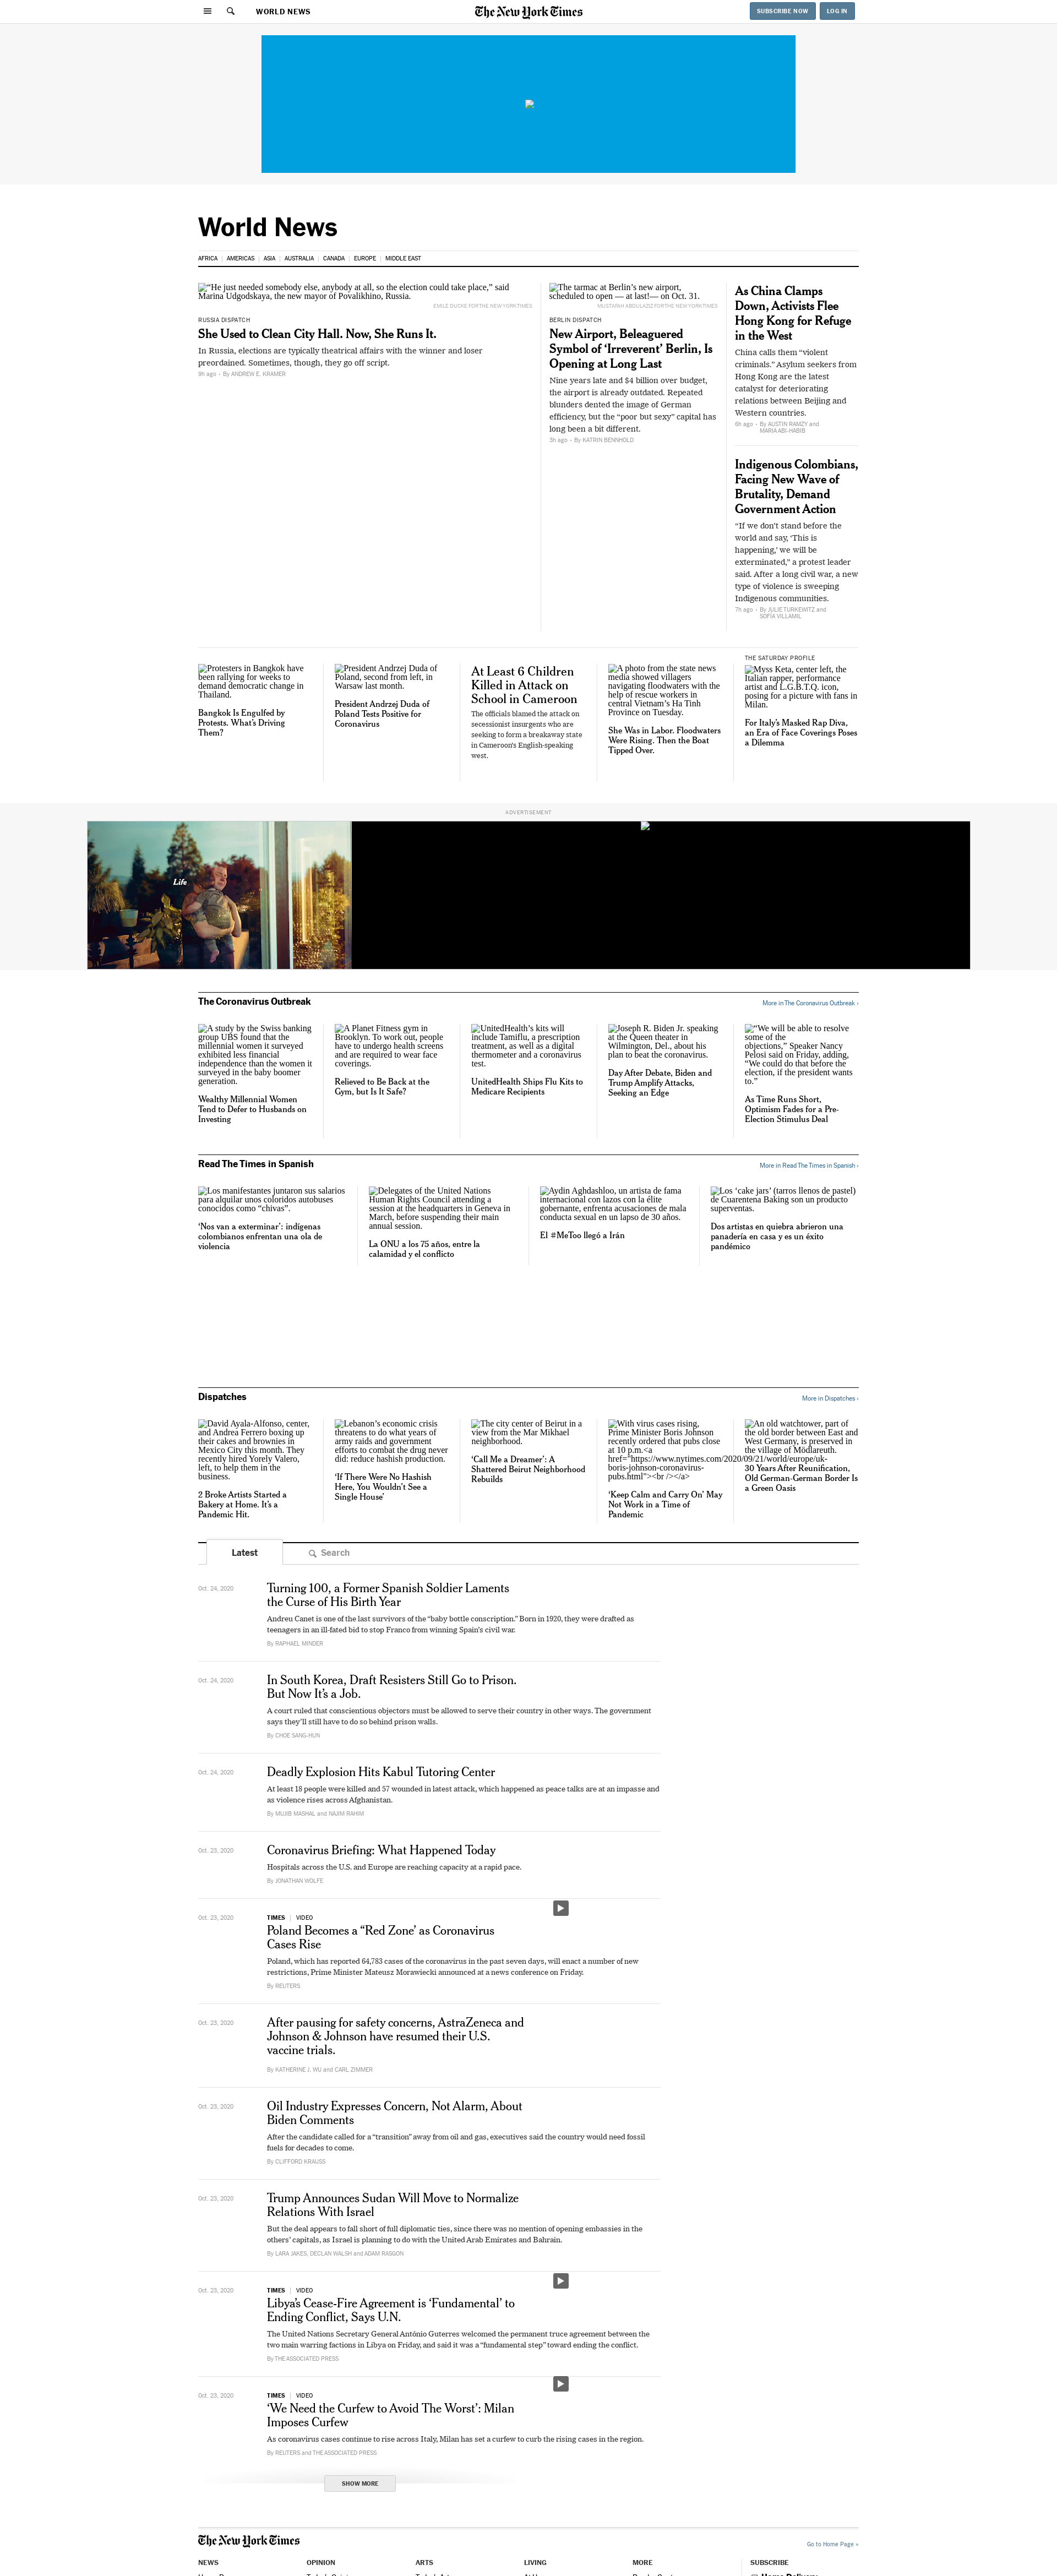 WORLD NEWS
The New York Times
SUBSCRIBE NOW
LOG IN
World News
AFRICA | AMERICAS | ASIA | AUSTRALIA | CANADA | EUROPE | MIDDLE EAST
“He just needed somebody else, anybody at all, so the election could take place,” said
Marina Udgodskaya, the new mayor of Povalikhino, Russia.
EMILE DUCKE FOR THE NEW YORK TIMES
RUSSIA DISPATCH
She Used to Clean City Hall. Now, She Runs It.
In Russia, elections are typically theatrical affairs with the winner and loser
preordained. Sometimes, though, they go off script.
9h ago • By ANDREW E. KRAMER
The tarmac at Berlin’s new airport,
scheduled to open — at last!— on Oct. 31.
MUSTAFAH ABDULAZIZ FOR THE NEW YORK TIMES
BERLIN DISPATCH
New Airport, Beleaguered
Symbol of ‘Irreverent’ Berlin, Is
Opening at Long Last
Nine years late and $4 billion over budget,
the airport is already outdated. Repeated
blunders dented the image of German
efficiency, but the “poor but sexy” capital has
long been a bit different.
3h ago • By KATRIN BENNHOLD
As China Clamps
Down, Activists Flee
Hong Kong for Refuge
in the West
China calls them “violent
criminals.” Asylum seekers from
Hong Kong are the latest
catalyst for deteriorating
relations between Beijing and
Western countries.
6h ago • By AUSTIN RAMZY and
MARIA ABI-HABIB
Indigenous Colombians,
Facing New Wave of
Brutality, Demand
Government Action
“If we don’t stand before the
world and say, ‘This is
happening,’ we will be
exterminated,” a protest leader
said. After a long civil war, a new
type of violence is sweeping
Indigenous communities.
7h ago • By JULIE TURKEWITZ and
SOFÍA VILLAMIL
Protesters in Bangkok have
been rallying for weeks to
demand democratic change in
Thailand.
Bangkok Is Engulfed by
Protests. What’s Driving
Them?
President Andrzej Duda of
Poland, second from left, in
Warsaw last month.
President Andrzej Duda of
Poland Tests Positive for
Coronavirus
At Least 6 Children
Killed in Attack on
School in Cameroon
The officials blamed the attack on
secessionist insurgents who are
seeking to form a breakaway state
in Cameroon’s English-speaking
west.
A photo from the state news
media showed villagers
navigating floodwaters with the
help of rescue workers in
central Vietnam’s Ha Tinh
Province on Tuesday.
She Was in Labor. Floodwaters
Were Rising. Then the Boat
Tipped Over.
THE SATURDAY PROFILE
Myss Keta, center left, the
Italian rapper, performance
artist and L.G.B.T.Q. icon,
posing for a picture with fans in
Milan.
For Italy’s Masked Rap Diva,
an Era of Face Coverings Poses
a Dilemma
ADVERTISEMENT
Life
The Coronavirus Outbreak
More in The Coronavirus Outbreak ›
A study by the Swiss banking
group UBS found that the
millennial women it surveyed
exhibited less financial
independence than the women it
surveyed in the baby boomer
generation.
Wealthy Millennial Women
Tend to Defer to Husbands on
Investing
A Planet Fitness gym in
Brooklyn. To work out, people
have to undergo health screens
and are required to wear face
coverings.
Relieved to Be Back at the
Gym, but Is It Safe?
UnitedHealth’s kits will
include Tamiflu, a prescription
treatment, as well as a digital
thermometer and a coronavirus
test.
UnitedHealth Ships Flu Kits to
Medicare Recipients
Joseph R. Biden Jr. speaking
at the Queen theater in
Wilmington, Del., about his
plan to beat the coronavirus.
Day After Debate, Biden and
Trump Amplify Attacks,
Seeking an Edge
“We will be able to resolve
some of the
objections,” Speaker Nancy
Pelosi said on Friday, adding,
“We could do that before the
election, if the president wants
to.”
As Time Runs Short,
Optimism Fades for a Pre-
Election Stimulus Deal
Read The Times in Spanish
More in Read The Times in Spanish ›
Los manifestantes juntaron sus salarios
para alquilar unos coloridos autobuses
conocidos como “chivas”.
‘Nos van a exterminar’: indígenas
colombianos enfrentan una ola de
violencia
Delegates of the United Nations
Human Rights Council attending a
session at the headquarters in Geneva in
March, before suspending their main
annual session.
La ONU a los 75 años, entre la
calamidad y el conflicto
Aydin Aghdashloo, un artista de fama
internacional con lazos con la élite
gobernante, enfrenta acusaciones de mala
conducta sexual en un lapso de 30 años.
El #MeToo llegó a Irán
Los ‘cake jars’ (tarros llenos de pastel)
de Cuarentena Baking son un producto
superventas.
Dos artistas en quiebra abrieron una
panadería en casa y es un éxito
pandémico
Dispatches
More in Dispatches ›
David Ayala-Alfonso, center,
and Andrea Ferrero boxing up
their cakes and brownies in
Mexico City this month. They
recently hired Yorely Valero,
left, to help them in the
business.
2 Broke Artists Started a
Bakery at Home. It’s a
Pandemic Hit.
Lebanon’s economic crisis
threatens to do what years of
army raids and government
efforts to combat the drug never
did: reduce hashish production.
‘If There Were No Hashish
Here, You Wouldn’t See a
Single House’
The city center of Beirut in a
view from the Mar Mikhael
neighborhood.
‘Call Me a Dreamer’: A
Shattered Beirut Neighborhood
Rebuilds
With virus cases rising,
Prime Minister Boris Johnson
recently ordered that pubs close
at 10 p.m.<a
href="https://www.nytimes.com/2020/09/21/world/europe/uk-
boris-johnson-coronavirus-
pubs.html"><br /></a>
‘Keep Calm and Carry On’ May
Not Work in a Time of
Pandemic
An old watchtower, part of
the old border between East and
West Germany, is preserved in
the village of Mödlareuth.
30 Years After Reunification,
Old German-German Border Is
a Green Oasis
Latest
Search
Oct. 24, 2020
Turning 100, a Former Spanish Soldier Laments
the Curse of His Birth Year
Andreu Canet is one of the last survivors of the “baby bottle conscription.” Born in 1920, they were drafted as
teenagers in an ill-fated bid to stop Franco from winning Spain’s civil war.
By RAPHAEL MINDER
Oct. 24, 2020
In South Korea, Draft Resisters Still Go to Prison.
But Now It’s a Job.
A court ruled that conscientious objectors must be allowed to serve their country in other ways. The government
says they’ll still have to do so behind prison walls.
By CHOE SANG-HUN
Oct. 24, 2020
Deadly Explosion Hits Kabul Tutoring Center
At least 18 people were killed and 57 wounded in latest attack, which happened as peace talks are at an impasse and
as violence rises across Afghanistan.
By MUJIB MASHAL and NAJIM RAHIM
Oct. 23, 2020
Coronavirus Briefing: What Happened Today
Hospitals across the U.S. and Europe are reaching capacity at a rapid pace.
By JONATHAN WOLFE
Oct. 23, 2020
TIMES | VIDEO
Poland Becomes a “Red Zone’ as Coronavirus
Cases Rise
Poland, which has reported 64,783 cases of the coronavirus in the past seven days, will enact a number of new
restrictions, Prime Minister Mateusz Morawiecki announced at a news conference on Friday.
By REUTERS
Oct. 23, 2020
After pausing for safety concerns, AstraZeneca and
Johnson & Johnson have resumed their U.S.
vaccine trials.
By KATHERINE J. WU and CARL ZIMMER
Oct. 23, 2020
Oil Industry Expresses Concern, Not Alarm, About
Biden Comments
After the candidate called for a “transition” away from oil and gas, executives said the country would need fossil
fuels for decades to come.
By CLIFFORD KRAUSS
Oct. 23, 2020
Trump Announces Sudan Will Move to Normalize
Relations With Israel
But the deal appears to fall short of full diplomatic ties, since there was no mention of opening embassies in the
others’ capitals, as Israel is planning to do with the United Arab Emirates and Bahrain.
By LARA JAKES, DECLAN WALSH and ADAM RASGON
Oct. 23, 2020
TIMES | VIDEO
Libya’s Cease-Fire Agreement is ‘Fundamental’ to
Ending Conflict, Says U.N.
The United Nations Secretary General António Guterres welcomed the permanent truce agreement between the
two main warring factions in Libya on Friday, and said it was a “fundamental step” toward ending the conflict.
By THE ASSOCIATED PRESS
Oct. 23, 2020
TIMES | VIDEO
‘We Need the Curfew to Avoid The Worst’: Milan
Imposes Curfew
As coronavirus cases continue to rise across Italy, Milan has set a curfew to curb the rising cases in the region.
By REUTERS and THE ASSOCIATED PRESS
SHOW MORE
The New York Times
Go to Home Page »
NEWS
OPINION
ARTS
LIVING
MORE
SUBSCRIBE